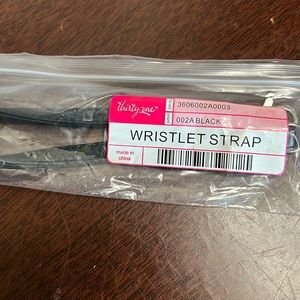 thirty one
3606002A0003
002A BLACK
WRISTLET STRAP
made in
china